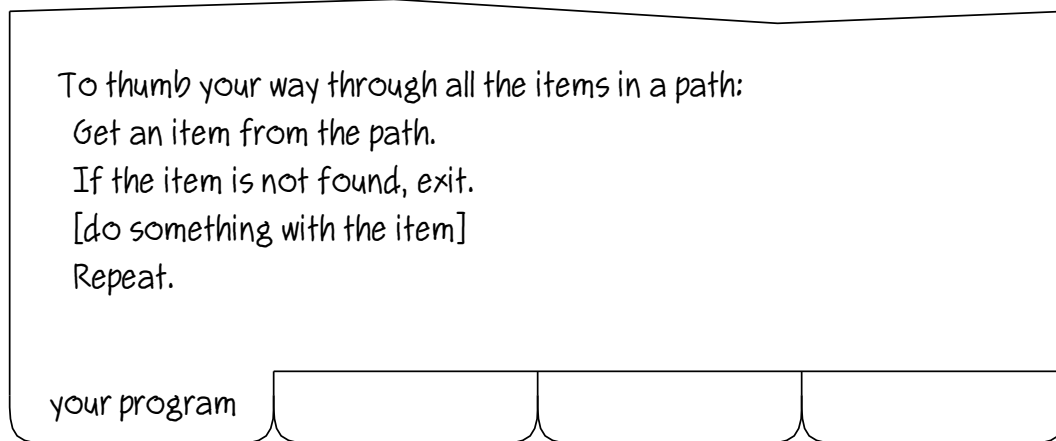 To thumb your way through all the items in a path:
Get an item from the path.
If the item is not found, exit.
[do something with the item]
Repeat.
your program